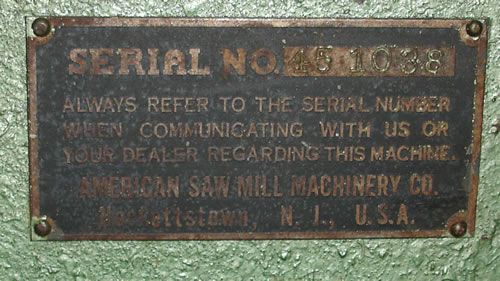 SERIAL NO. 45 1038
ALWAYS REFER TO THE SERIAL NUMBER
WHEN COMMUNICATING WITH US OR
YOUR DEALER REGARDING THIS MACHINE.
AMERICAN SAW MILL MACHINERY CO.
Hackettstown, N. J., U.S.A.